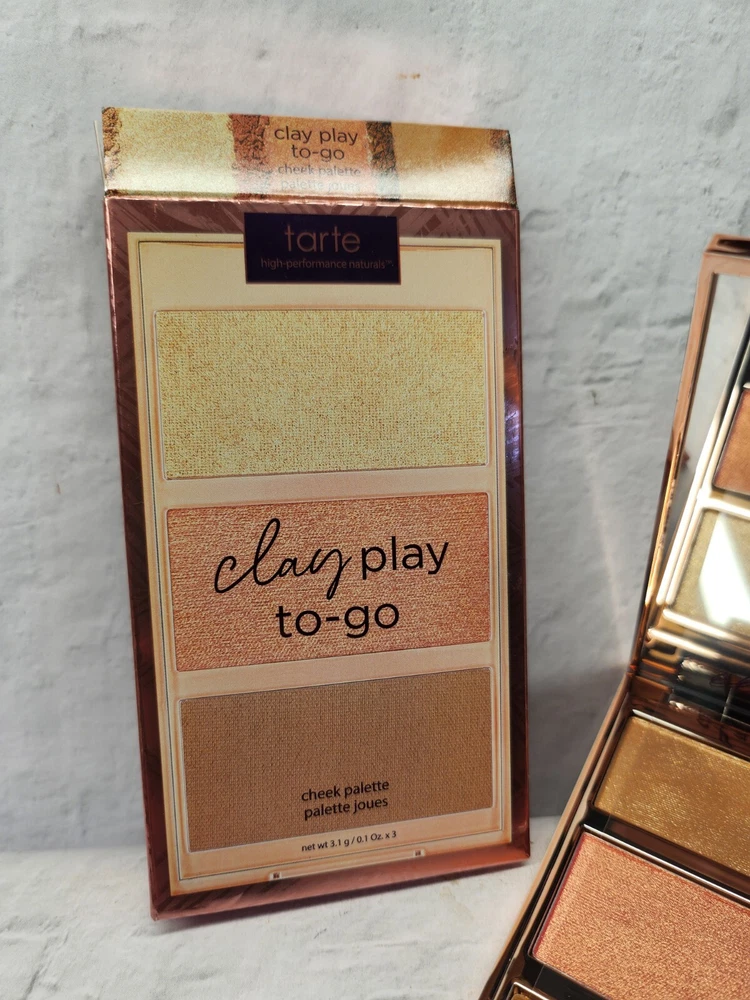 clay play
to-go
cheek palette
palette joues
tarte
high-performance naturals™
clay play
to-go
cheek palette
palette joues
net wt 3.1 g / 0.1 Oz. x 3